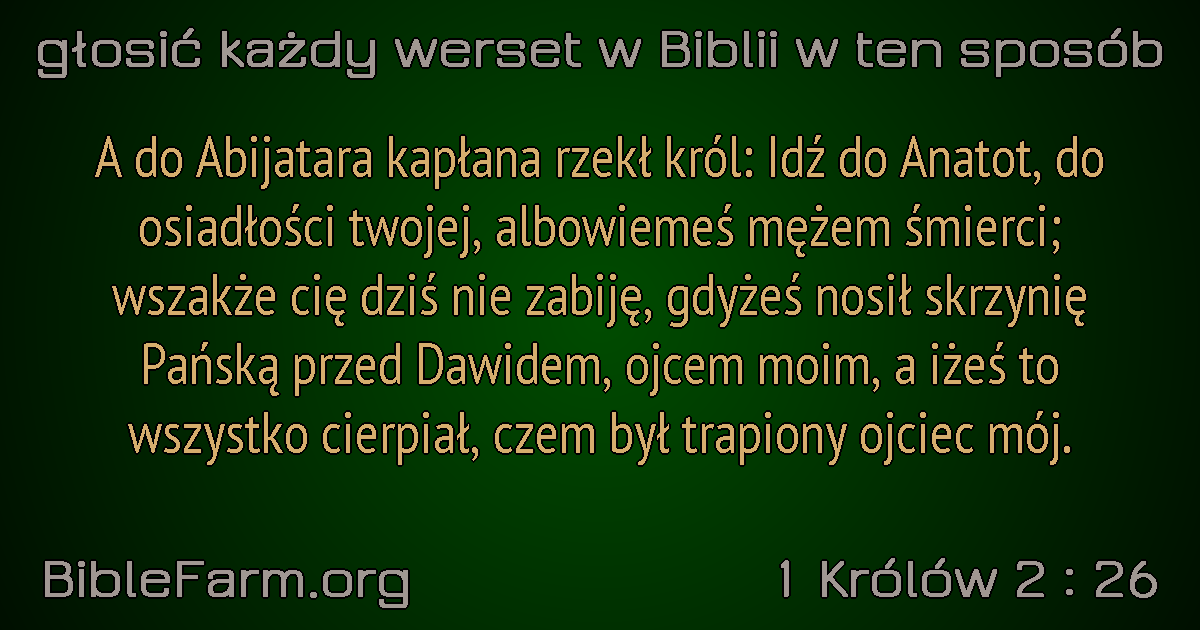 głosić każdy werset w Biblii w ten sposób
A do Abijatara kapłana rzekł król: Idź do Anatot, do
osiadłości twojej, albowiemeś mężem śmierci;
wszakże cię dziś nie zabiję, gdyżeś nosił skrzynię
Pańską przed Dawidem, ojcem moim, a iżeś to
wszystko cierpiał, czem był trapiony ojciec mój.
BibleFarm.org
1 Królów 2 : 26